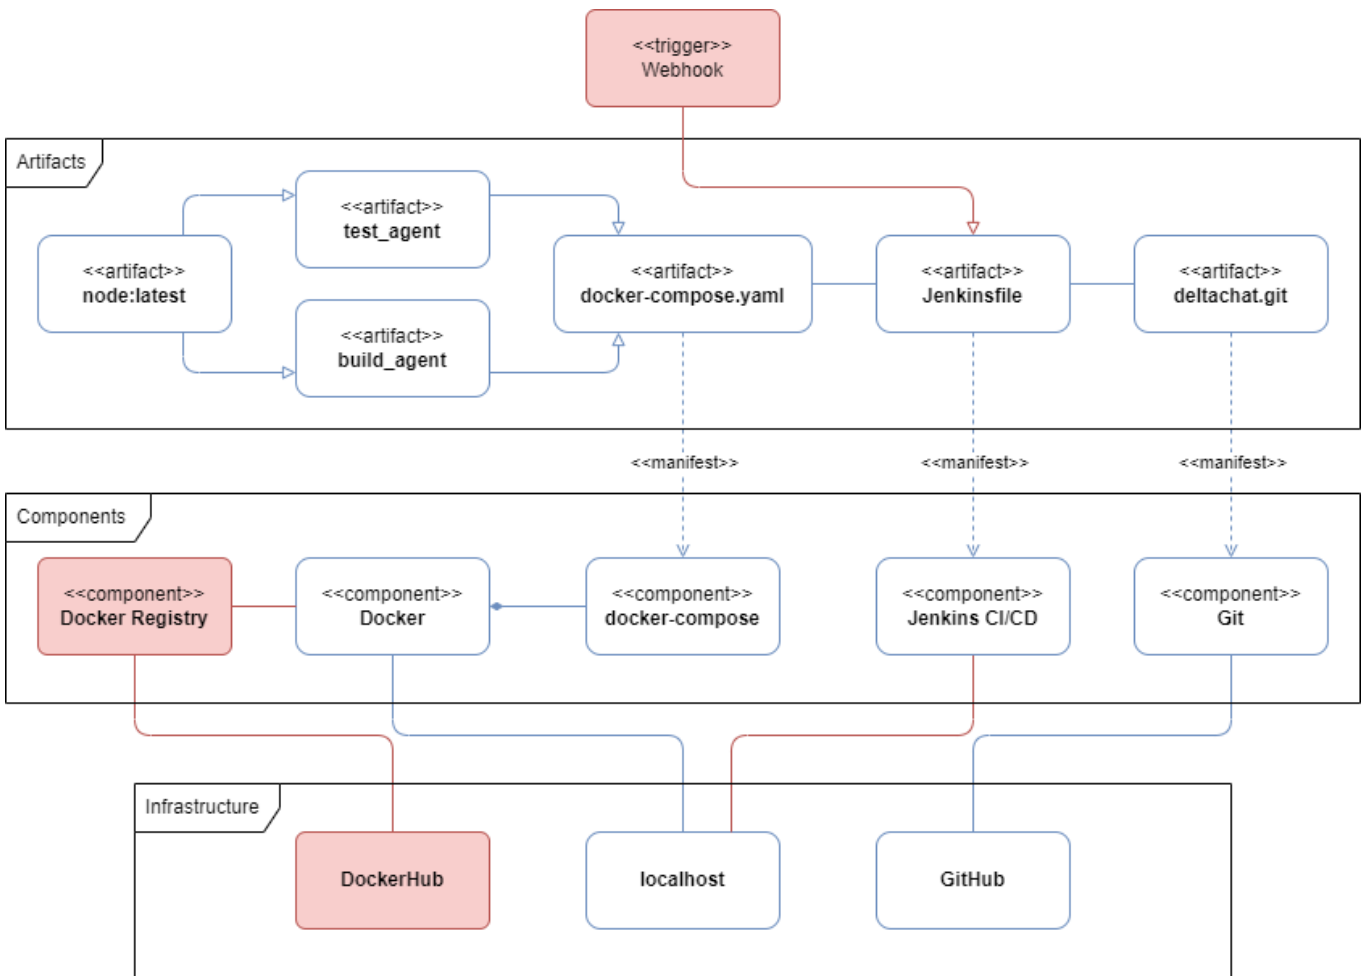 <<trigger>>
Webhook
Artifacts
<<artifact>>
test_agent
<<artifact>>
node:latest
<<artifact>>
build_agent
<<artifact>>
docker-compose.yaml
<<artifact>>
Jenkinsfile
<<artifact>>
deltachat.git
<<manifest>>
<<manifest>>
<<manifest>>
Components
<<component>>
Docker Registry
<<component>>
Docker
<<component>>
docker-compose
<<component>>
Jenkins CI/CD
<<component>>
Git
Infrastructure
DockerHub
localhost
GitHub